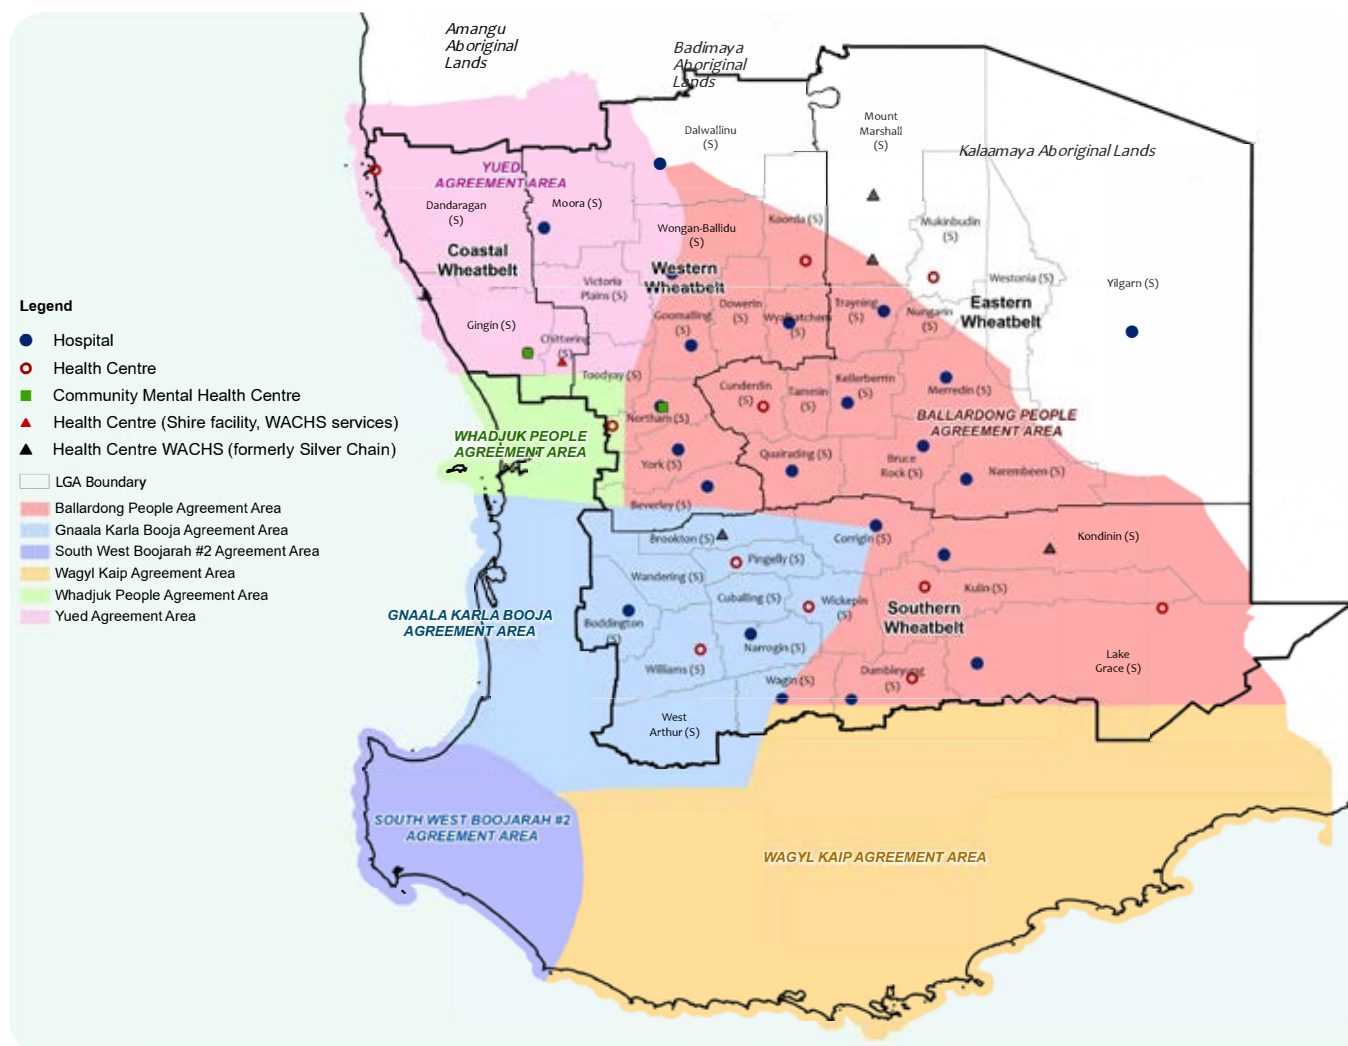 Amangu
Aboriginal
Lands
Badimaya
Aboriginal
Lands
Dalwallinu
(S)
Mount
Marshall
(S)
Kalaamaya Aboriginal Lands
YUED
AGREEMENT AREA
Dandaragan
(S)
Moora (S)
Koorda (S)
Wongan-Ballidu
(S)
Mukinbudin
(S)
Coastal
Wheatbelt
Western
Wheatbelt
Victoria
Plains (S)
Westonia (S)
Yilgarn (S)
Eastern
Wheatbelt
Dowerin
(S)
Wyalkatchem
(S)
Trayning
(S)
Nungarin
(S)
Goomalling
(S)
Gingin (S)
Chittering
(S)
Toodyay (S)
Cunderdin
(S)
Tammin
(S)
Kellerberrin
(S)
Merredin (S)
BALLARDONG PEOPLE
AGREEMENT AREA
Northam (S)
WHADJUK PEOPLE
AGREEMENT AREA
York (S)
Quairading (S)
Bruce
Rock (S)
Narembeen (S)
Beverley (S)
Legend
Hospital
Health Centre
Community Mental Health Centre
Health Centre (Shire facility, WACHS services)
Health Centre WACHS (formerly Silver Chain)
LGA Boundary
Ballardong People Agreement Area
Gnaala Karla Booja Agreement Area
South West Boojarah #2 Agreement Area
Wagyl Kaip Agreement Area
Whadjuk People Agreement Area
Yued Agreement Area
Brookton (S)
Corrigin (S)
Kondinin (S)
Pingelly (S)
Wandering (S)
Kulin (S)
Cuballing (S)
Wickepin
(S)
Southern
Wheatbelt
GNAALA KARLA BOOJA
AGREEMENT AREA
Boddington
(S)
Narrogin (S)
Williams (S)
Wagin (S)
Dumbleyung
(S)
Lake
Grace (S)
West
Arthur (S)
SOUTH WEST BOOJARAH #2
AGREEMENT AREA
WAGYL KAIP AGREEMENT AREA